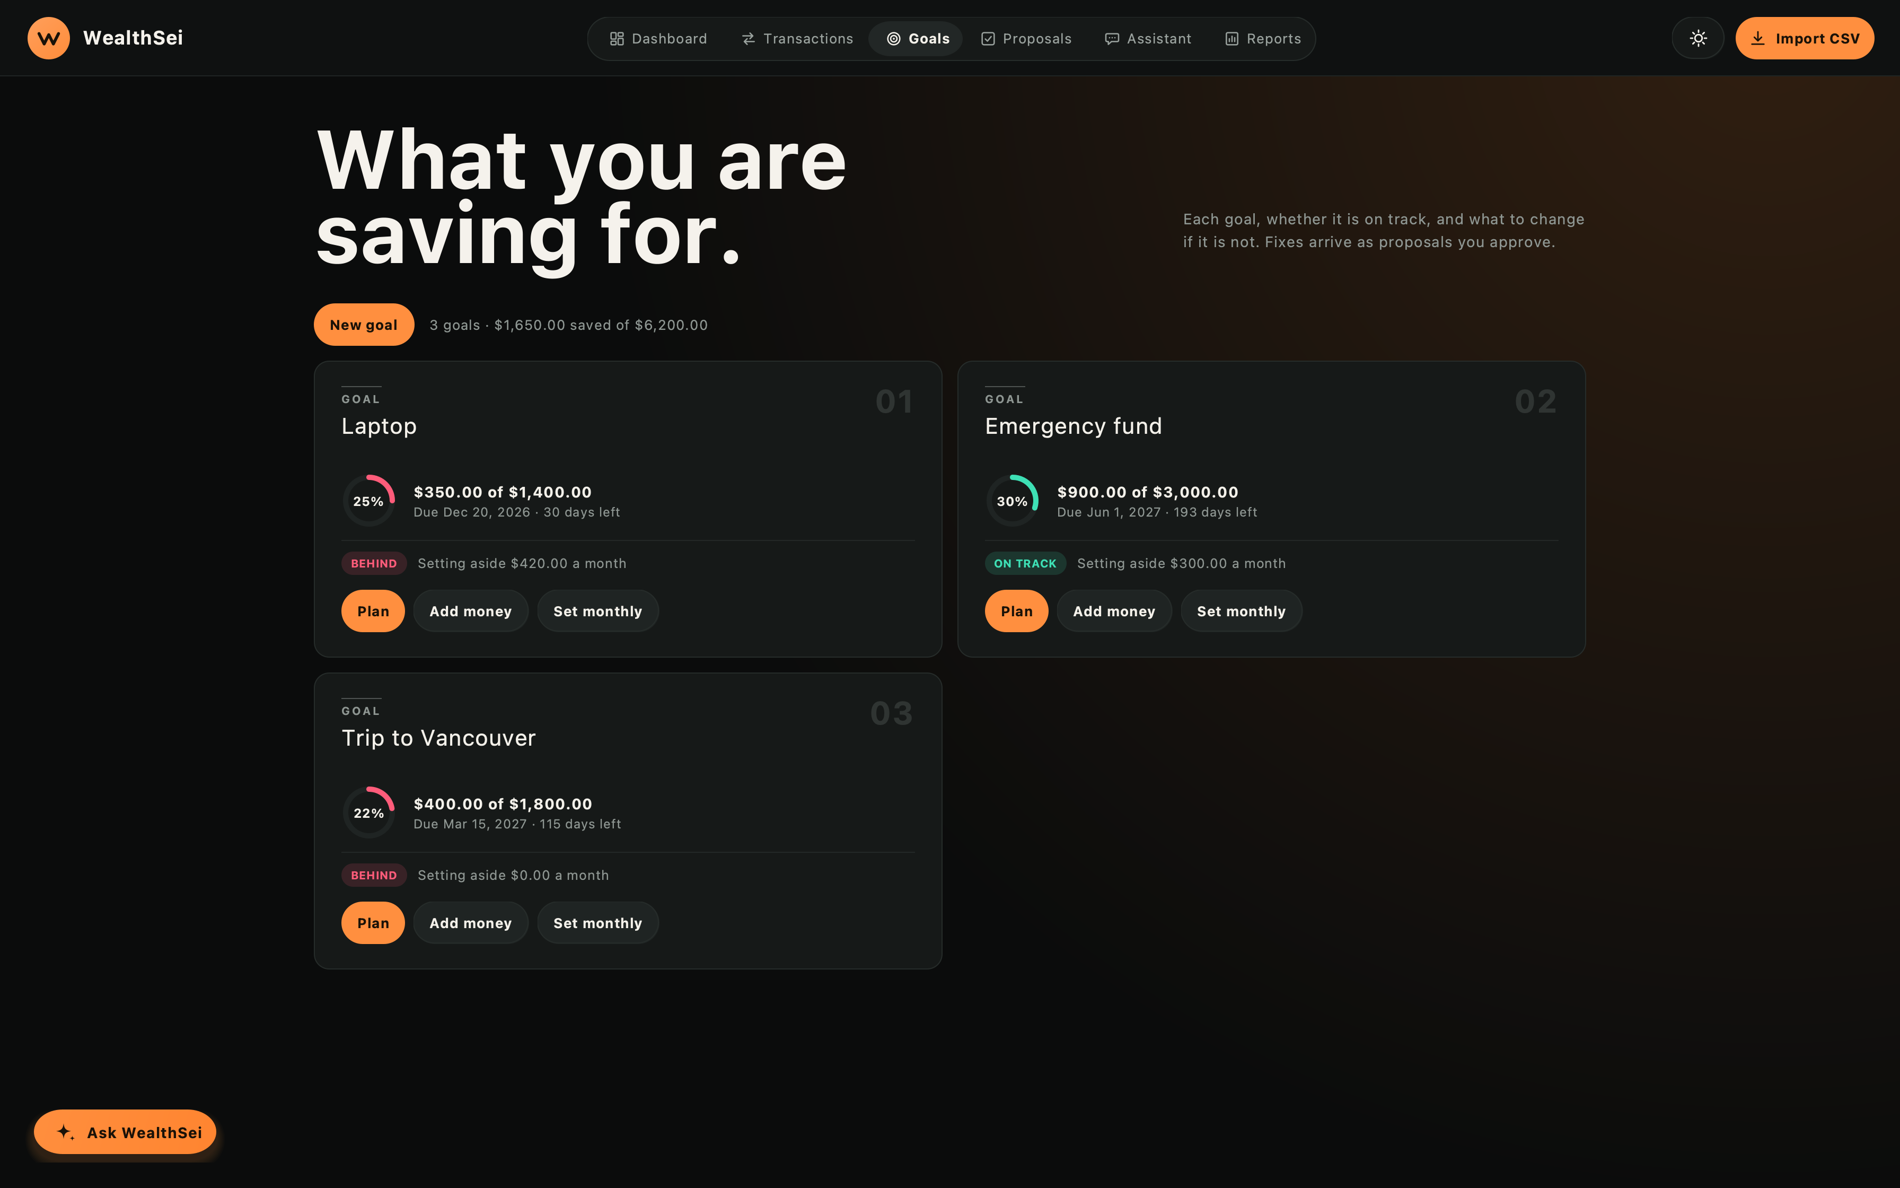 WealthSei
Dashboard
Transactions
Goals
Proposals
Assistant
Reports
Import CSV
What you are
saving for.
Each goal, whether it is on track, and what to change
if it is not. Fixes arrive as proposals you approve.
New goal
3 goals · $1,650.00 saved of $6,200.00
GOAL
01
Laptop
25%
$350.00 of $1,400.00
Due Dec 20, 2026 · 30 days left
BEHIND
Setting aside $420.00 a month
Plan
Add money
Set monthly
GOAL
02
Emergency fund
30%
$900.00 of $3,000.00
Due Jun 1, 2027 · 193 days left
ON TRACK
Setting aside $300.00 a month
Plan
Add money
Set monthly
GOAL
03
Trip to Vancouver
22%
$400.00 of $1,800.00
Due Mar 15, 2027 · 115 days left
BEHIND
Setting aside $0.00 a month
Plan
Add money
Set monthly
Ask WealthSei